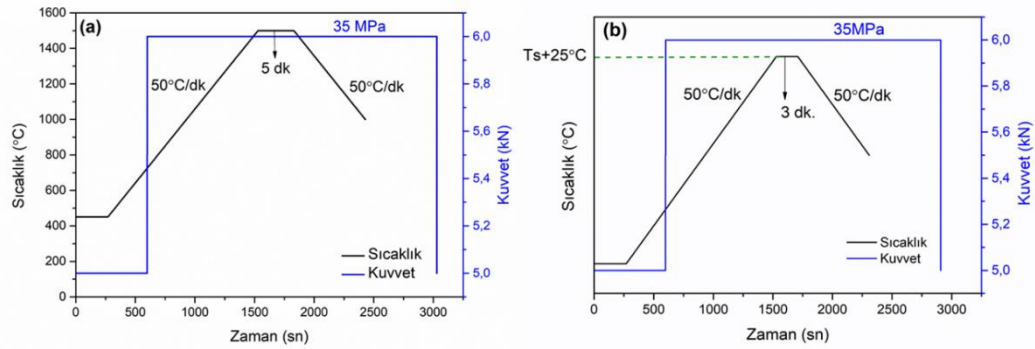 (a)
35 MPa
5 dk
50°C/dk
50°C/dk
Sıcaklık (°C)
1600
1400
1200
1000
800
600
400
200
0
Kuvvet (kN)
6,0
5,8
5,6
5,4
5,2
5,0
Sıcaklık
Kuvvet
0
500
1000
1500
2000
2500
3000
Zaman (sn)
(b)
35MPa
Ts+25°C
3 dk.
50°C/dk
50°C/dk
Sıcaklık (°C)
Kuvvet (kN)
6,0
5,8
5,6
5,4
5,2
5,0
Sıcaklık
Kuvvet
0
500
1000
1500
2000
2500
3000
Zaman (sn)